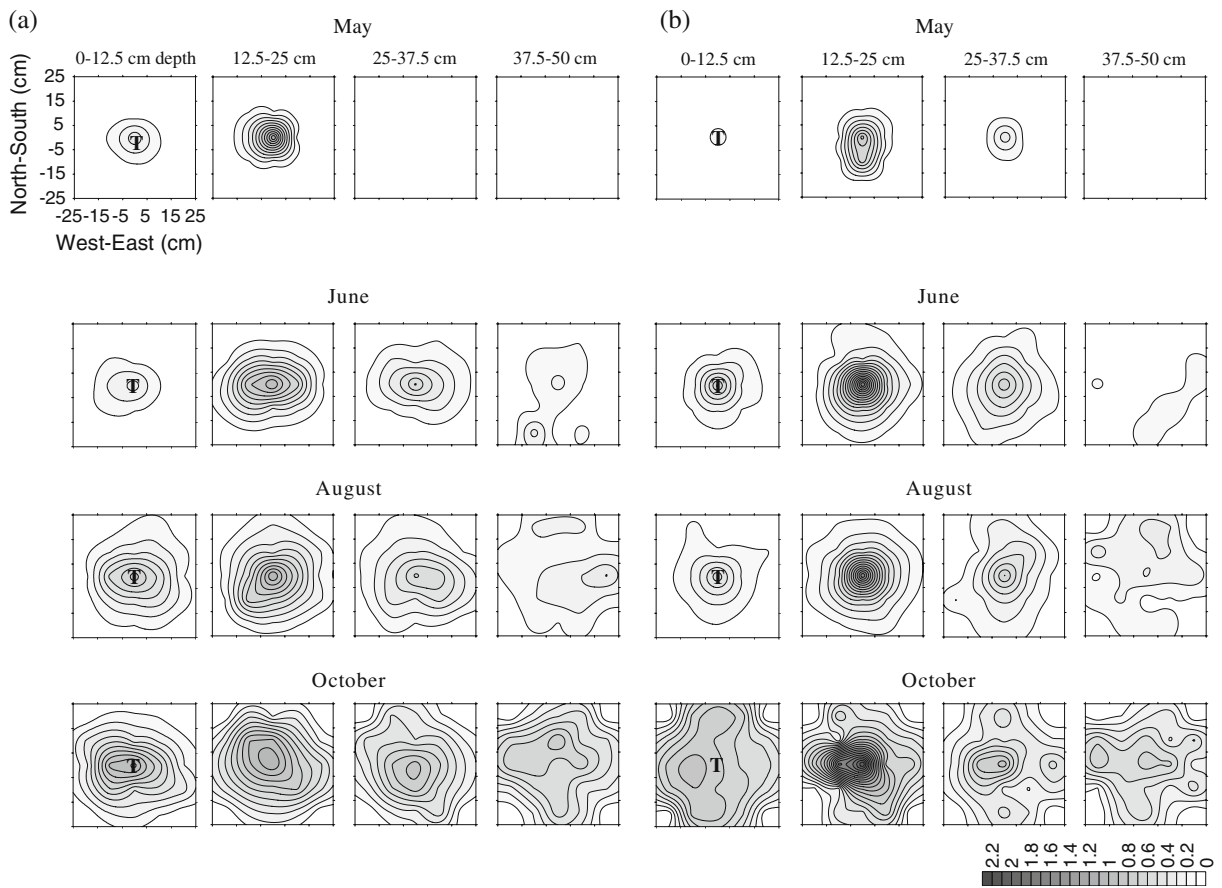 (a)
May
0-12.5 cm depth
12.5-25 cm
25-37.5 cm
37.5-50 cm
North-South (cm)
25
15
5
-5
-15
-25
T
-25 -15 -5 5 15 25
West-East (cm)
June
T
August
T
October
T
(b)
May
0-12.5 cm
12.5-25 cm
25-37.5 cm
37.5-50 cm
T
June
T
August
T
October
T
2.2
2
1.8
1.6
1.4
1.2
1
0.8
0.6
0.4
0.2
0